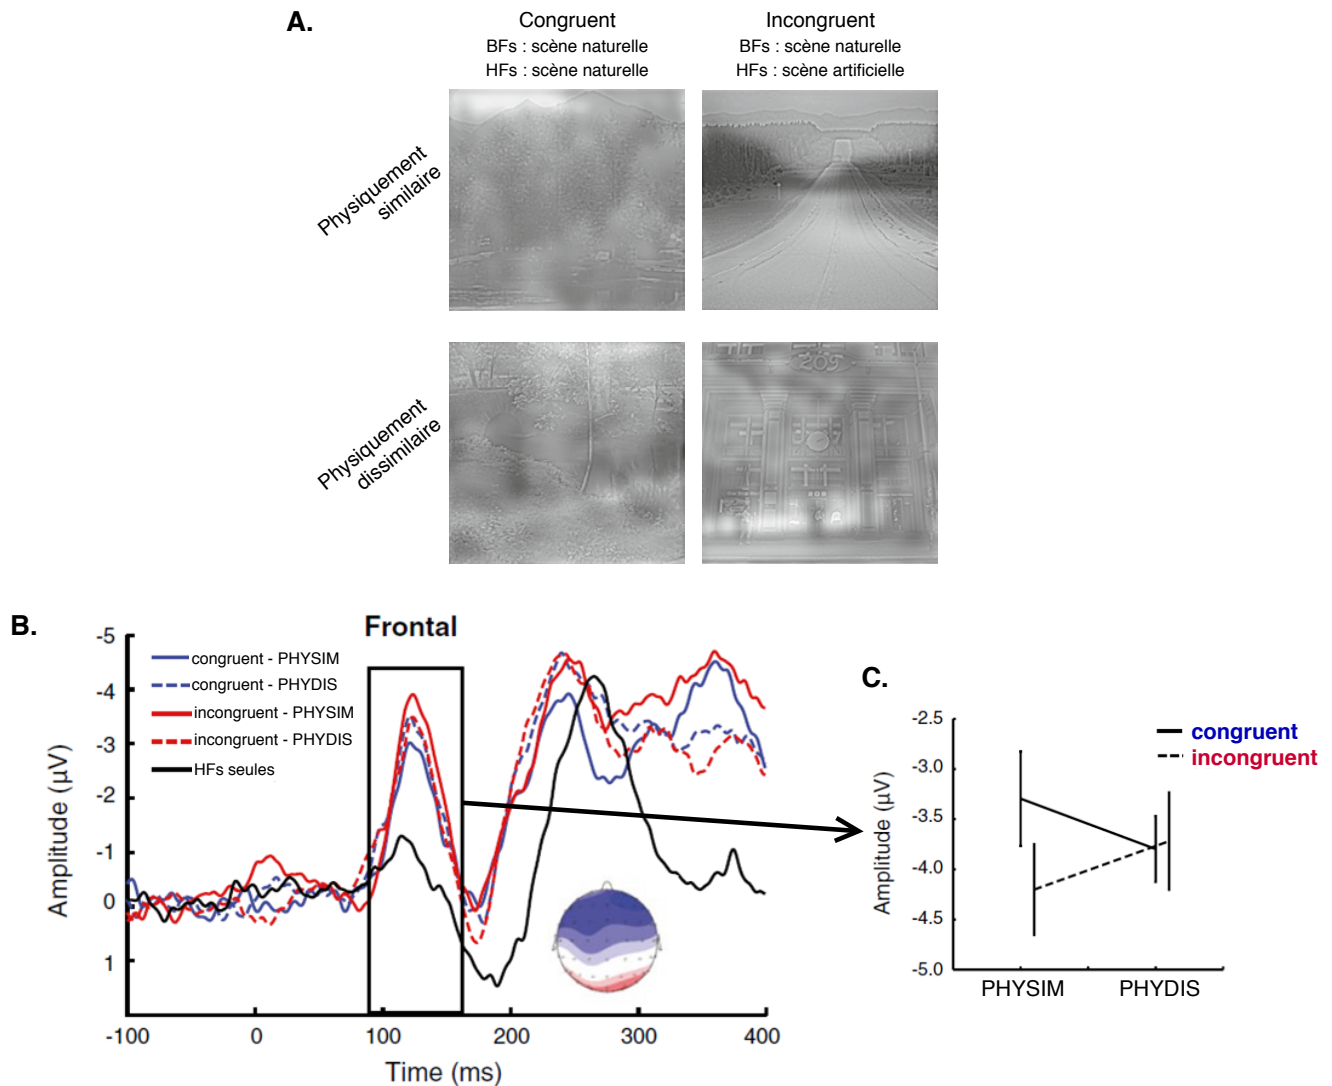 A.
Congruent
BFs : scène naturelle
HFs : scène naturelle
Incongruent
BFs : scène naturelle
HFs : scène artificielle
Physiquement
similaire
Physiquement
dissimilaire
209
B.
Frontal
Amplitude (µV)
-5
-4
-3
-2
-1
0
1
congruent - PHYSIM
congruent - PHYDIS
incongruent - PHYSIM
incongruent - PHYDIS
HFs seules
-100
0
100
200
300
400
Time (ms)
C.
Amplitude (µV)
-2.5
-3.0
-3.5
-4.0
-4.5
-5.0
congruent
incongruent
PHYSIM
PHYDIS